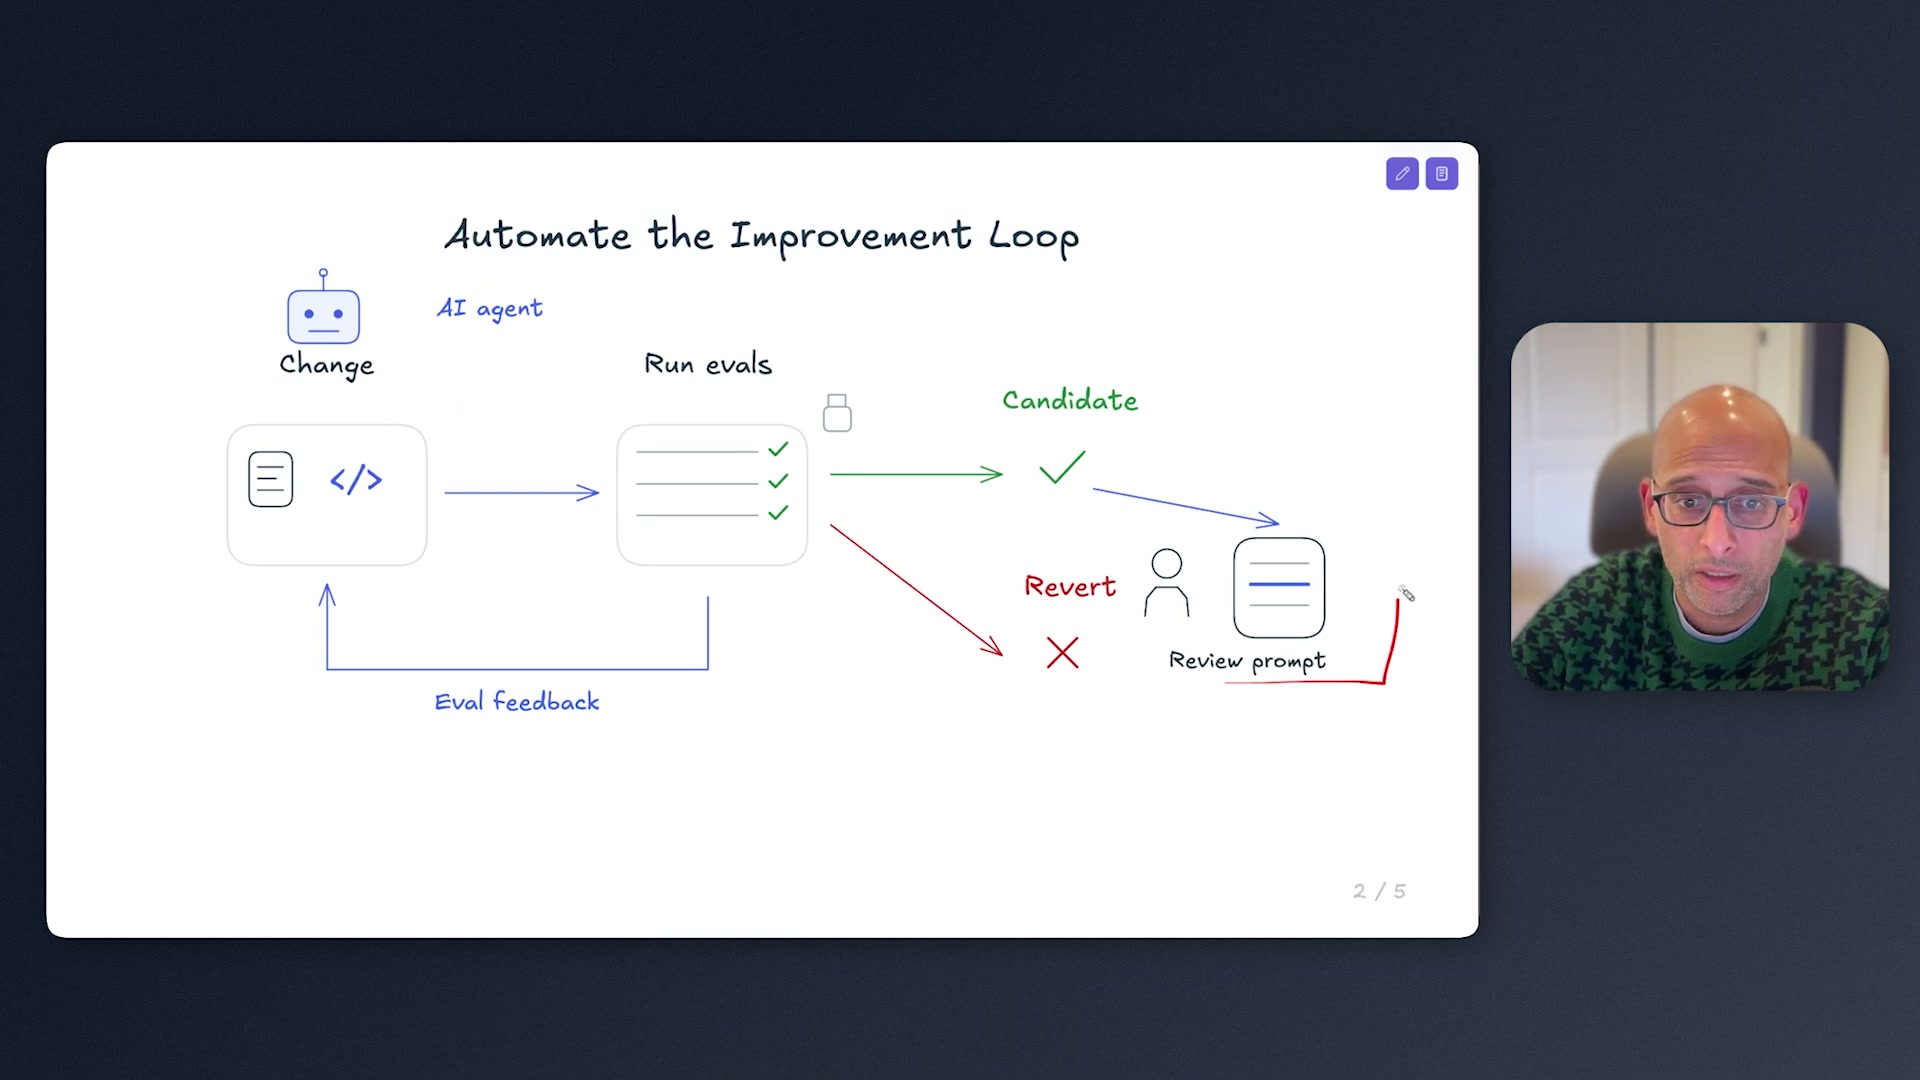 Automate the Improvement Loop
AI agent
Change
Run evals
</>
Candidate
Revert
Review prompt
Eval feedback
2 / 5